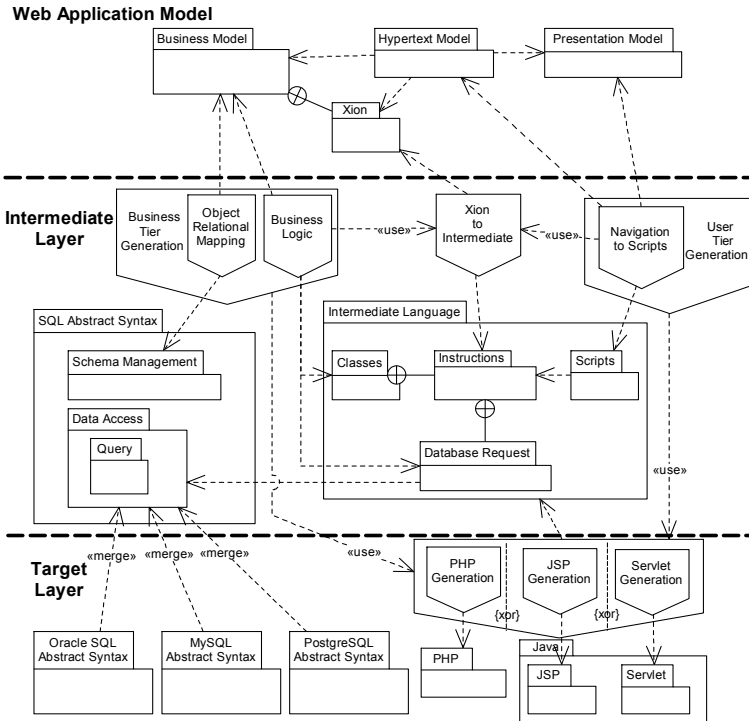 Web Application Model
Business Model
Hypertext Model
Presentation Model
Xion
Intermediate
Layer
Business
Tier
Generation
Object
Relational
Mapping
Business
Logic
«use»
Xion
to
Intermediate
«use»
Navigation
to Scripts
User
Tier
Generation
SQL Abstract Syntax
Schema Management
Data Access
Query
Intermediate Language
Classes
Instructions
Scripts
Database Request
«use»
«merge»
«merge»
«merge»
«use»
Target
Layer
PHP
Generation
JSP
Generation
Servlet
Generation
{xor}
{xor}
Oracle SQL
Abstract Syntax
MySQL
Abstract Syntax
PostgreSQL
Abstract Syntax
PHP
Java
JSP
Servlet